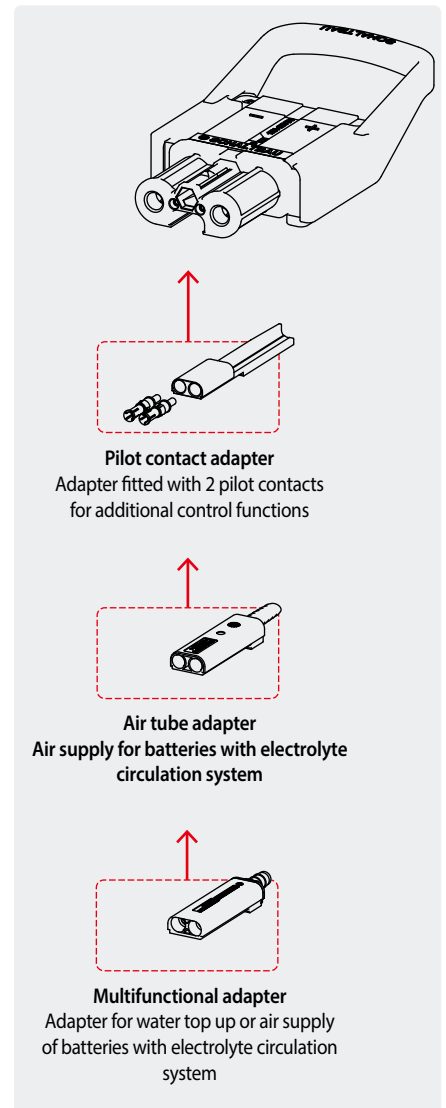 SCHALTBAU
−
+
SCHALTBAU
Pilot contact adapter
Adapter fitted with 2 pilot contacts
for additional control functions
Air tube adapter
Air supply for batteries with electrolyte
circulation system
Multifunctional adapter
Adapter for water top up or air supply
of batteries with electrolyte circulation
system